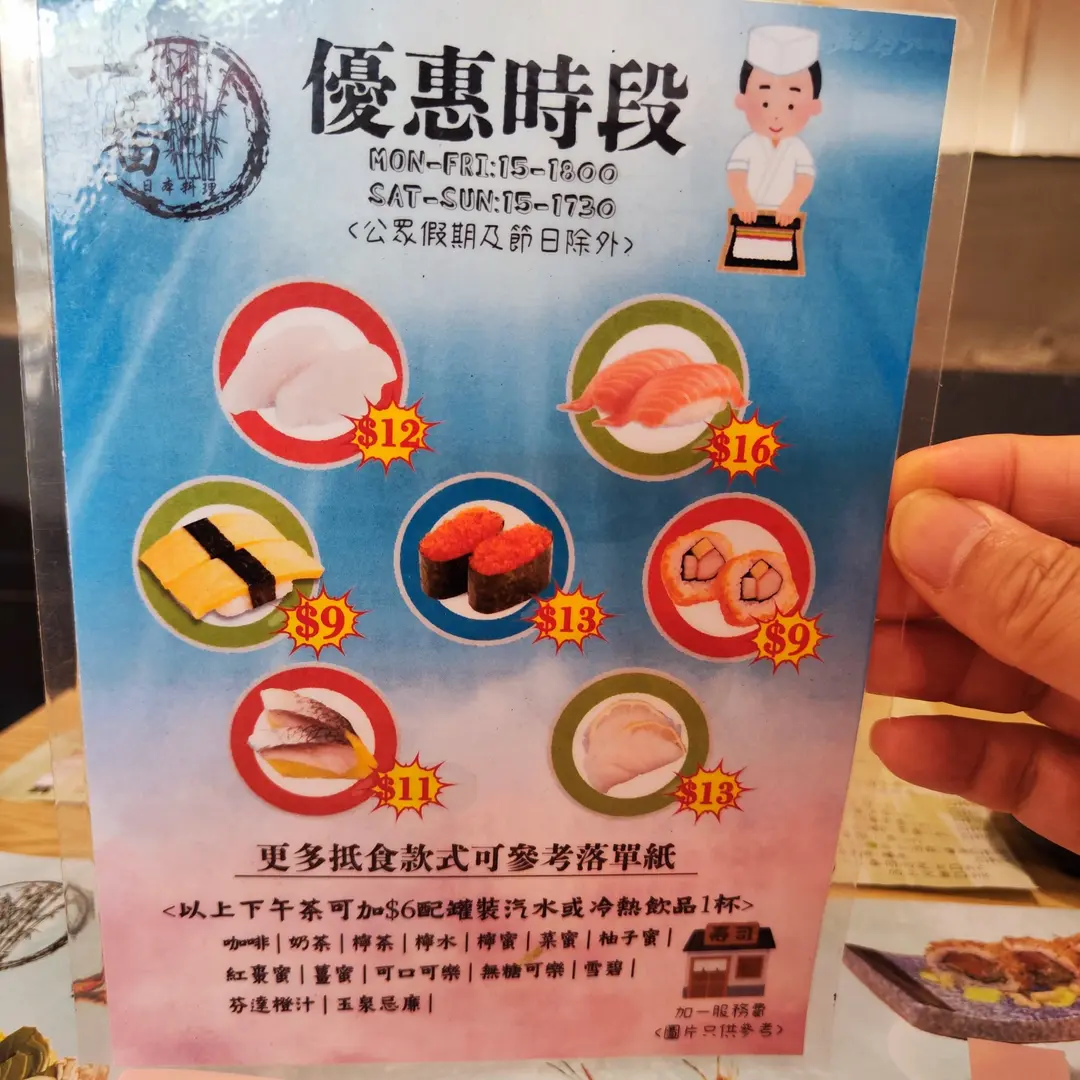 一番
日本料理
優惠時段
MON-FRI:15-1800
SAT-SUN:15-1730
<公眾假期及節日除外>
$12
$16
$9
$13
$9
$11
$13
更多抵食款式可參考落單紙
<以上下午茶可加$6配罐裝汽水或冷熱飲品1杯>
咖啡|奶茶|檸茶|檸水|檸蜜|菜蜜|柚子蜜|
紅棗蜜|薑蜜|可口可樂|無糖可樂|雪碧|
芬達橙汁|玉泉忌廉|
壽司
加一服務費
<圖片只供參考>